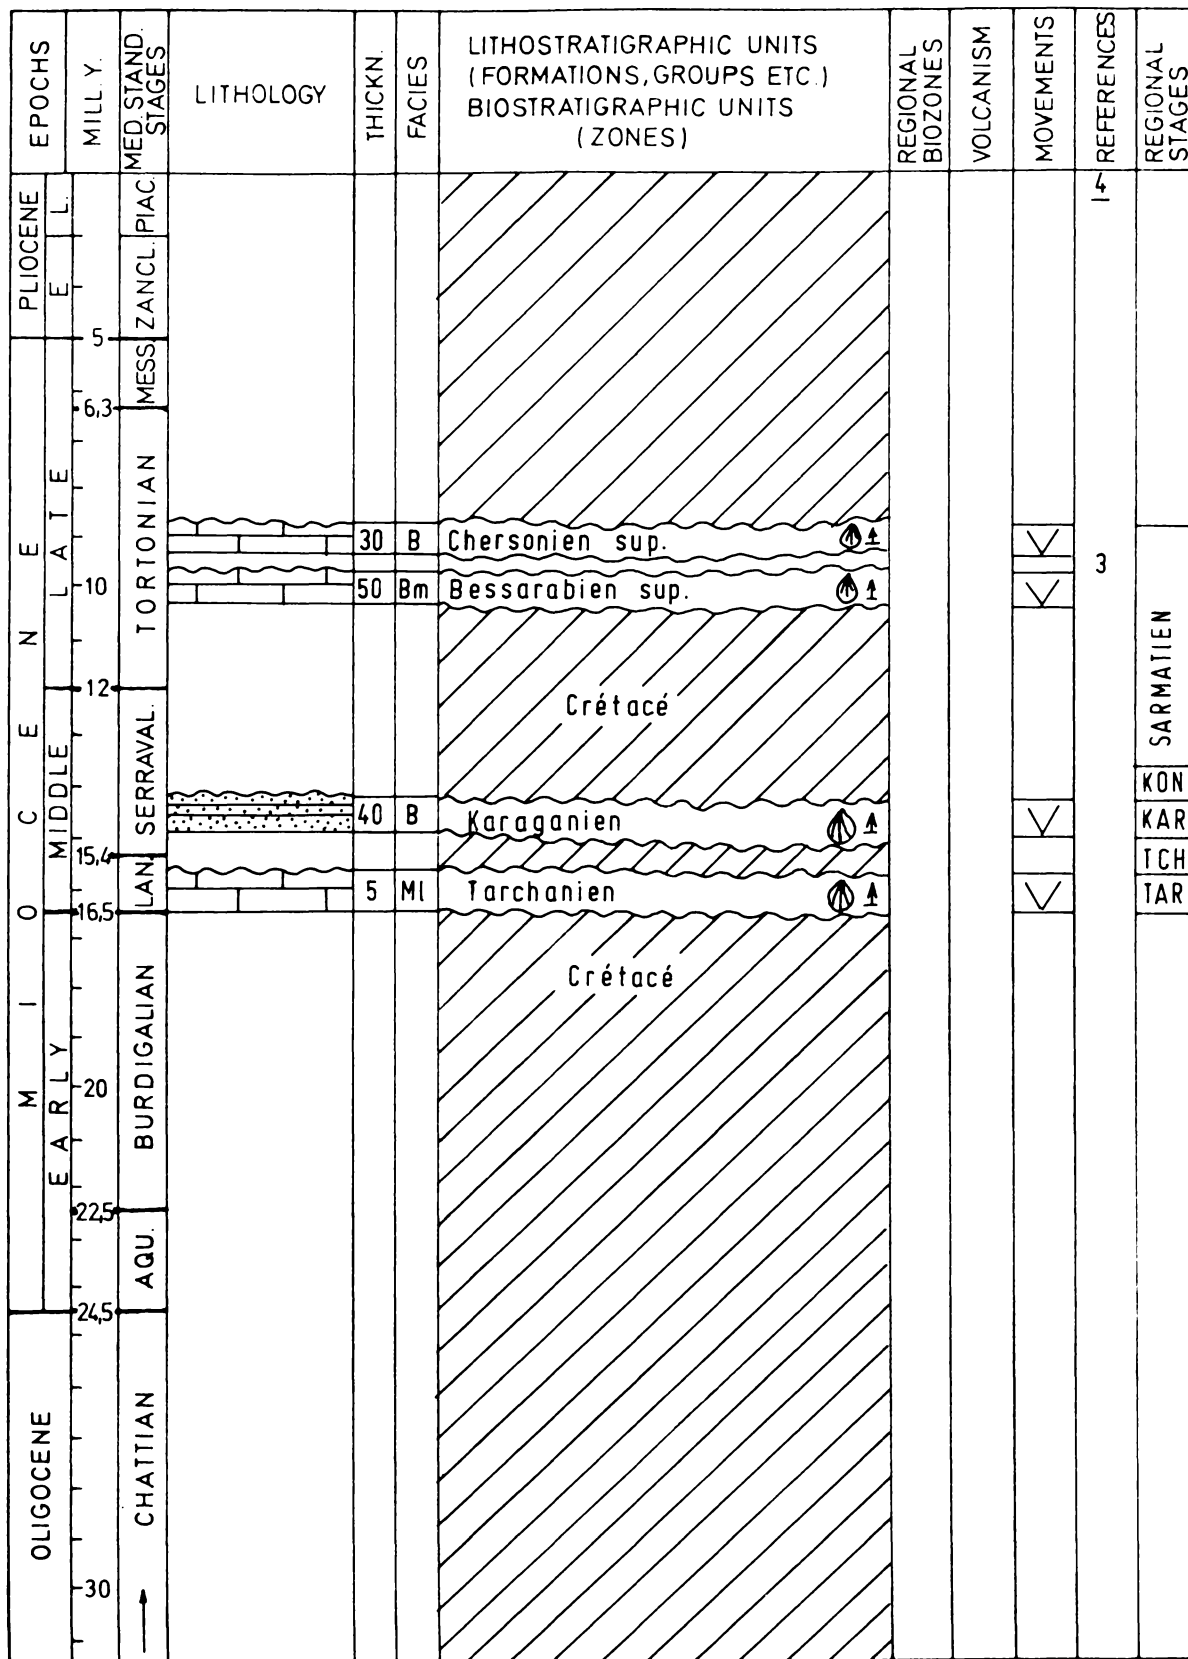 EPOCHS
MILL. Y.
MED. STAND.
STAGES
LITHOLOGY
THICKN.
FACIES
LITHOSTRATIGRAPHIC UNITS
(FORMATIONS, GROUPS ETC.)
BIOSTRATIGRAPHIC UNITS
(ZONES)
REGIONAL
BIOZONES
VOLCANISM
MOVEMENTS
REFERENCES
REGIONAL
STAGES
PLIOCENE
L.
E
PIAC.
ZANCL.
4
5
MESS.
6,3
MIOCENE
LATE
TORTONIAN
30 B Chersonien sup.
3
10
50 Bm Bessarabien sup.
SARMATIEN
12
Crétacé
MIDDLE
SERRAVAL.
KON
40 B Karaganien
KAR
15,4
TCH
LAN.
5 Ml Tarchanien
TAR
16,5
Crétacé
EARLY
BURDIGALIAN
20
22,5
AQU.
24,5
OLIGOCENE
CHATTIAN
30